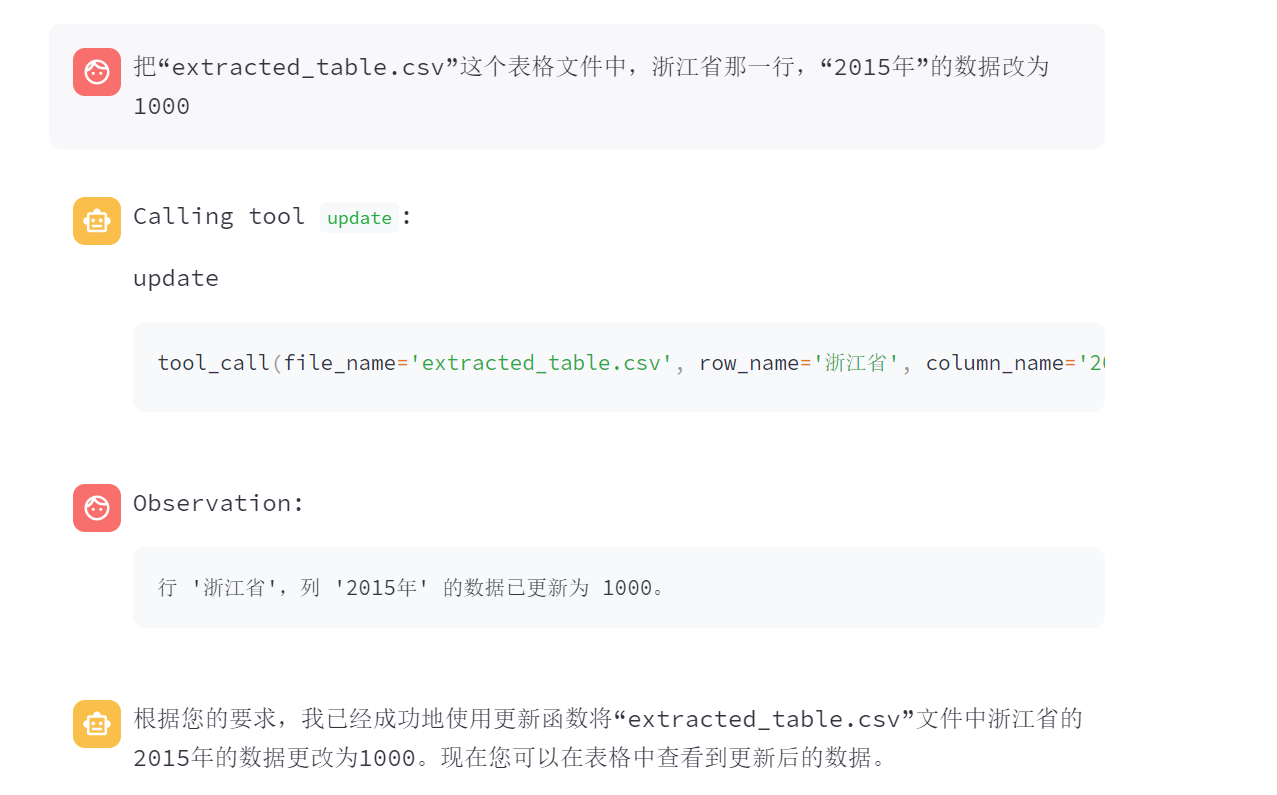 把“extracted_table.csv”这个表格文件中，浙江省那一行，“2015年”的数据改为
1000
Calling tool update:
update
tool_call(file_name='extracted_table.csv', row_name='浙江省', column_name='20
Observation:
行 '浙江省'，列 '2015年' 的数据已更新为 1000。
根据您的要求，我已经成功地使用更新函数将“extracted_table.csv”文件中浙江省的
2015年的数据更改为1000。现在您可以在表格中查看到更新后的数据。